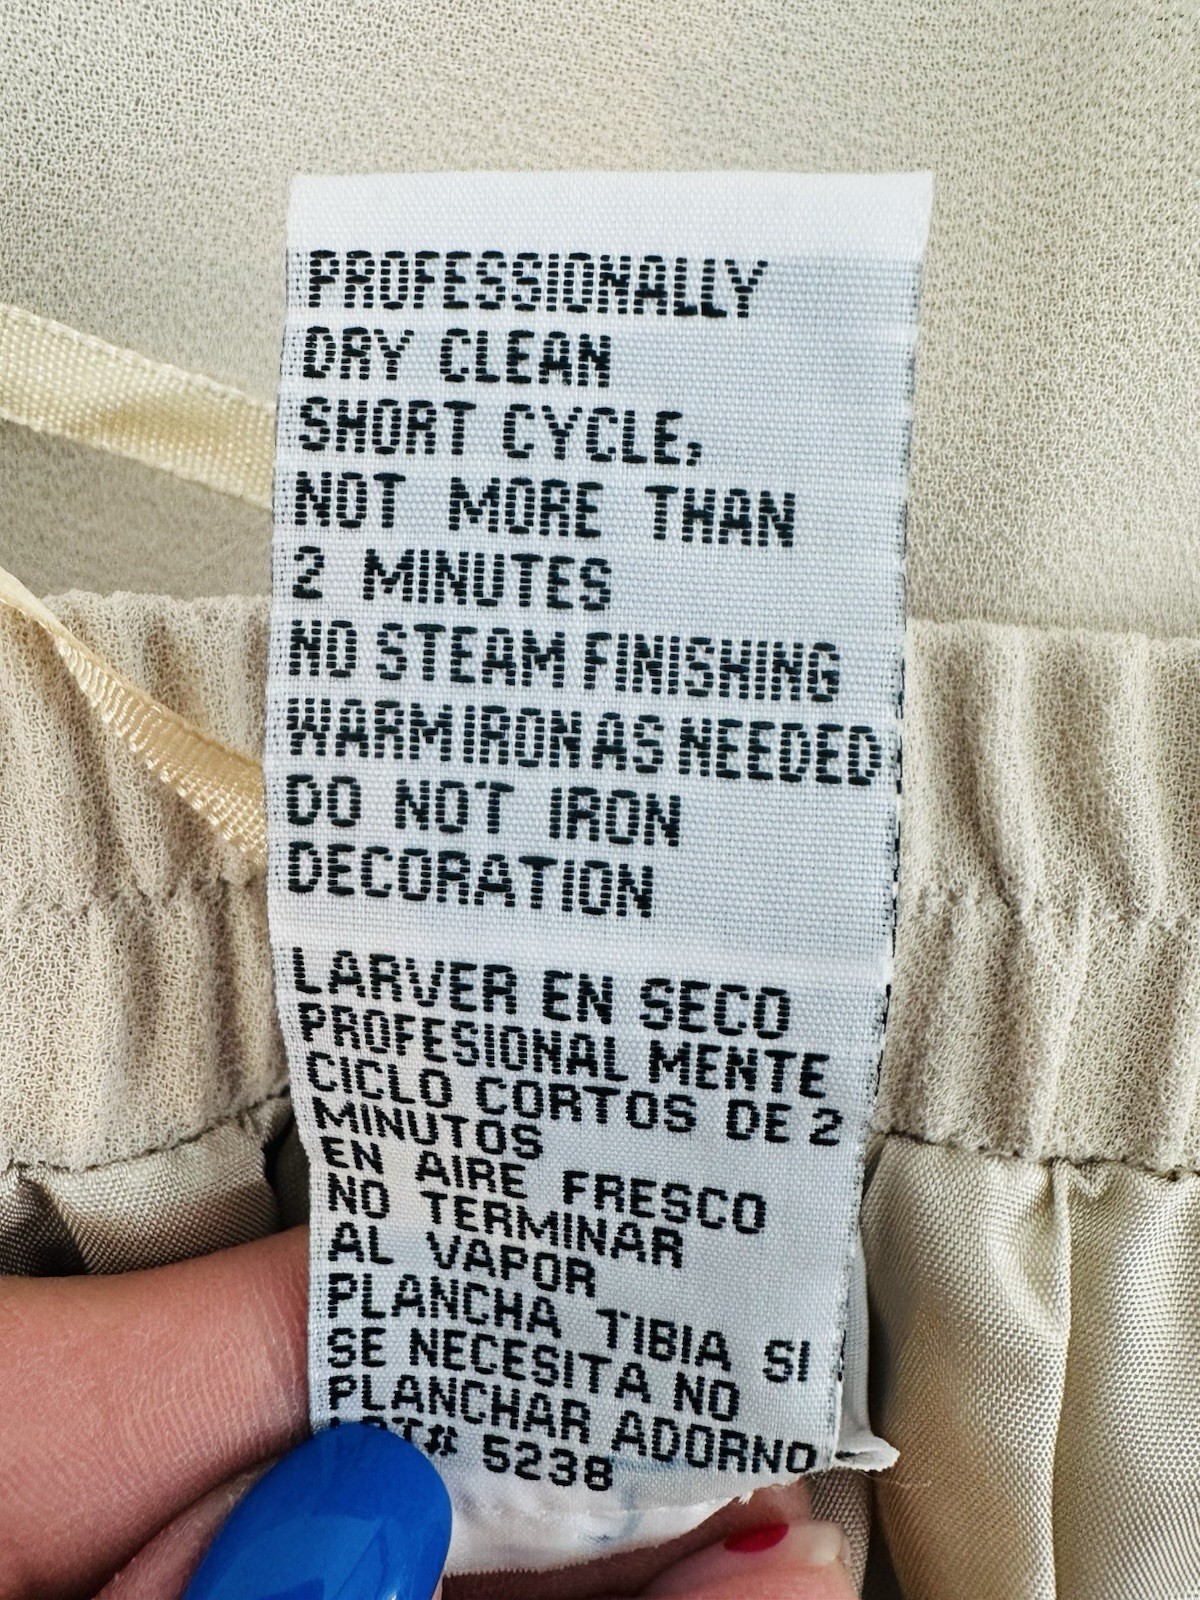 PROFESSIONALLY
DRY CLEAN
SHORT CYCLE,
NOT MORE THAN
2 MINUTES
NO STEAM FINISHING
WARM IRON AS NEEDED
DO NOT IRON
DECORATION
LARVER EN SECO
PROFESIONAL MENTE
CICLO CORTOS DE 2
MINUTOS
EN AIRE FRESCO
NO TERMINAR
AL VAPOR
PLANCHA TIBIA SI
SE NECESITA NO
PLANCHAR ADORNO
5238